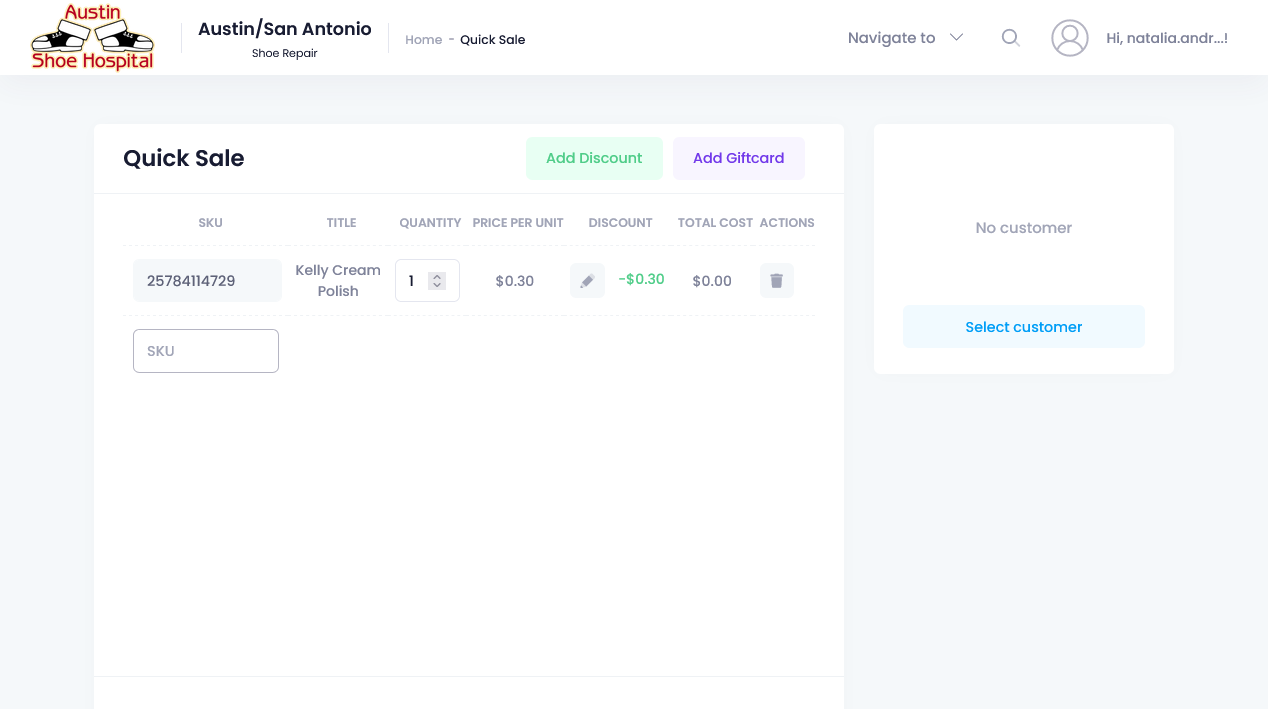 Austin
Shoe Hospital
Austin/San Antonio
Shoe Repair
Home - Quick Sale
Navigate to
Hi, natalia.andr...!
Quick Sale
Add Discount
Add Giftcard
SKU TITLE QUANTITY PRICE PER UNIT DISCOUNT TOTAL COST ACTIONS
25784114729 Kelly Cream Polish 1 $0.30 -$0.30 $0.00
SKU
No customer
Select customer